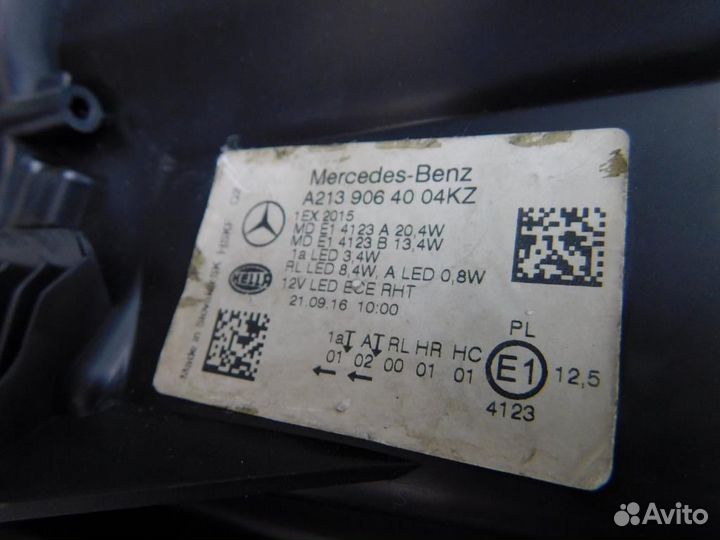 Mercedes-Benz
A213 906 40 04KZ
1EX 2015
MD E1 4123 A 20,4W
MD E1 4123 B 13,4W
1a LED 3,4W
RL LED 8,4W, A LED 0,8W
12V LED ECE RHT
21.09.16 10:00
HELLA
1a AT RL HR HC
01 02 00 01 01
PL
E1
12,5
4123
Avito